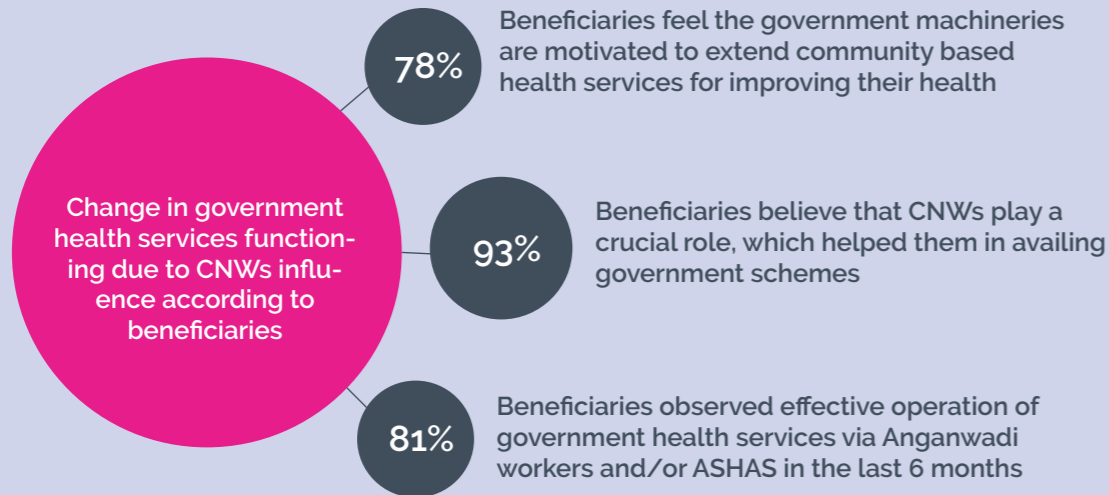 Change in government
health services function-
ing due to CNWs influ-
ence according to
beneficiaries
78%
Beneficiaries feel the government machineries
are motivated to extend community based
health services for improving their health
93%
Beneficiaries believe that CNWs play a
crucial role, which helped them in availing
government schemes
81%
Beneficiaries observed effective operation of
government health services via Anganwadi
workers and/or ASHAS in the last 6 months